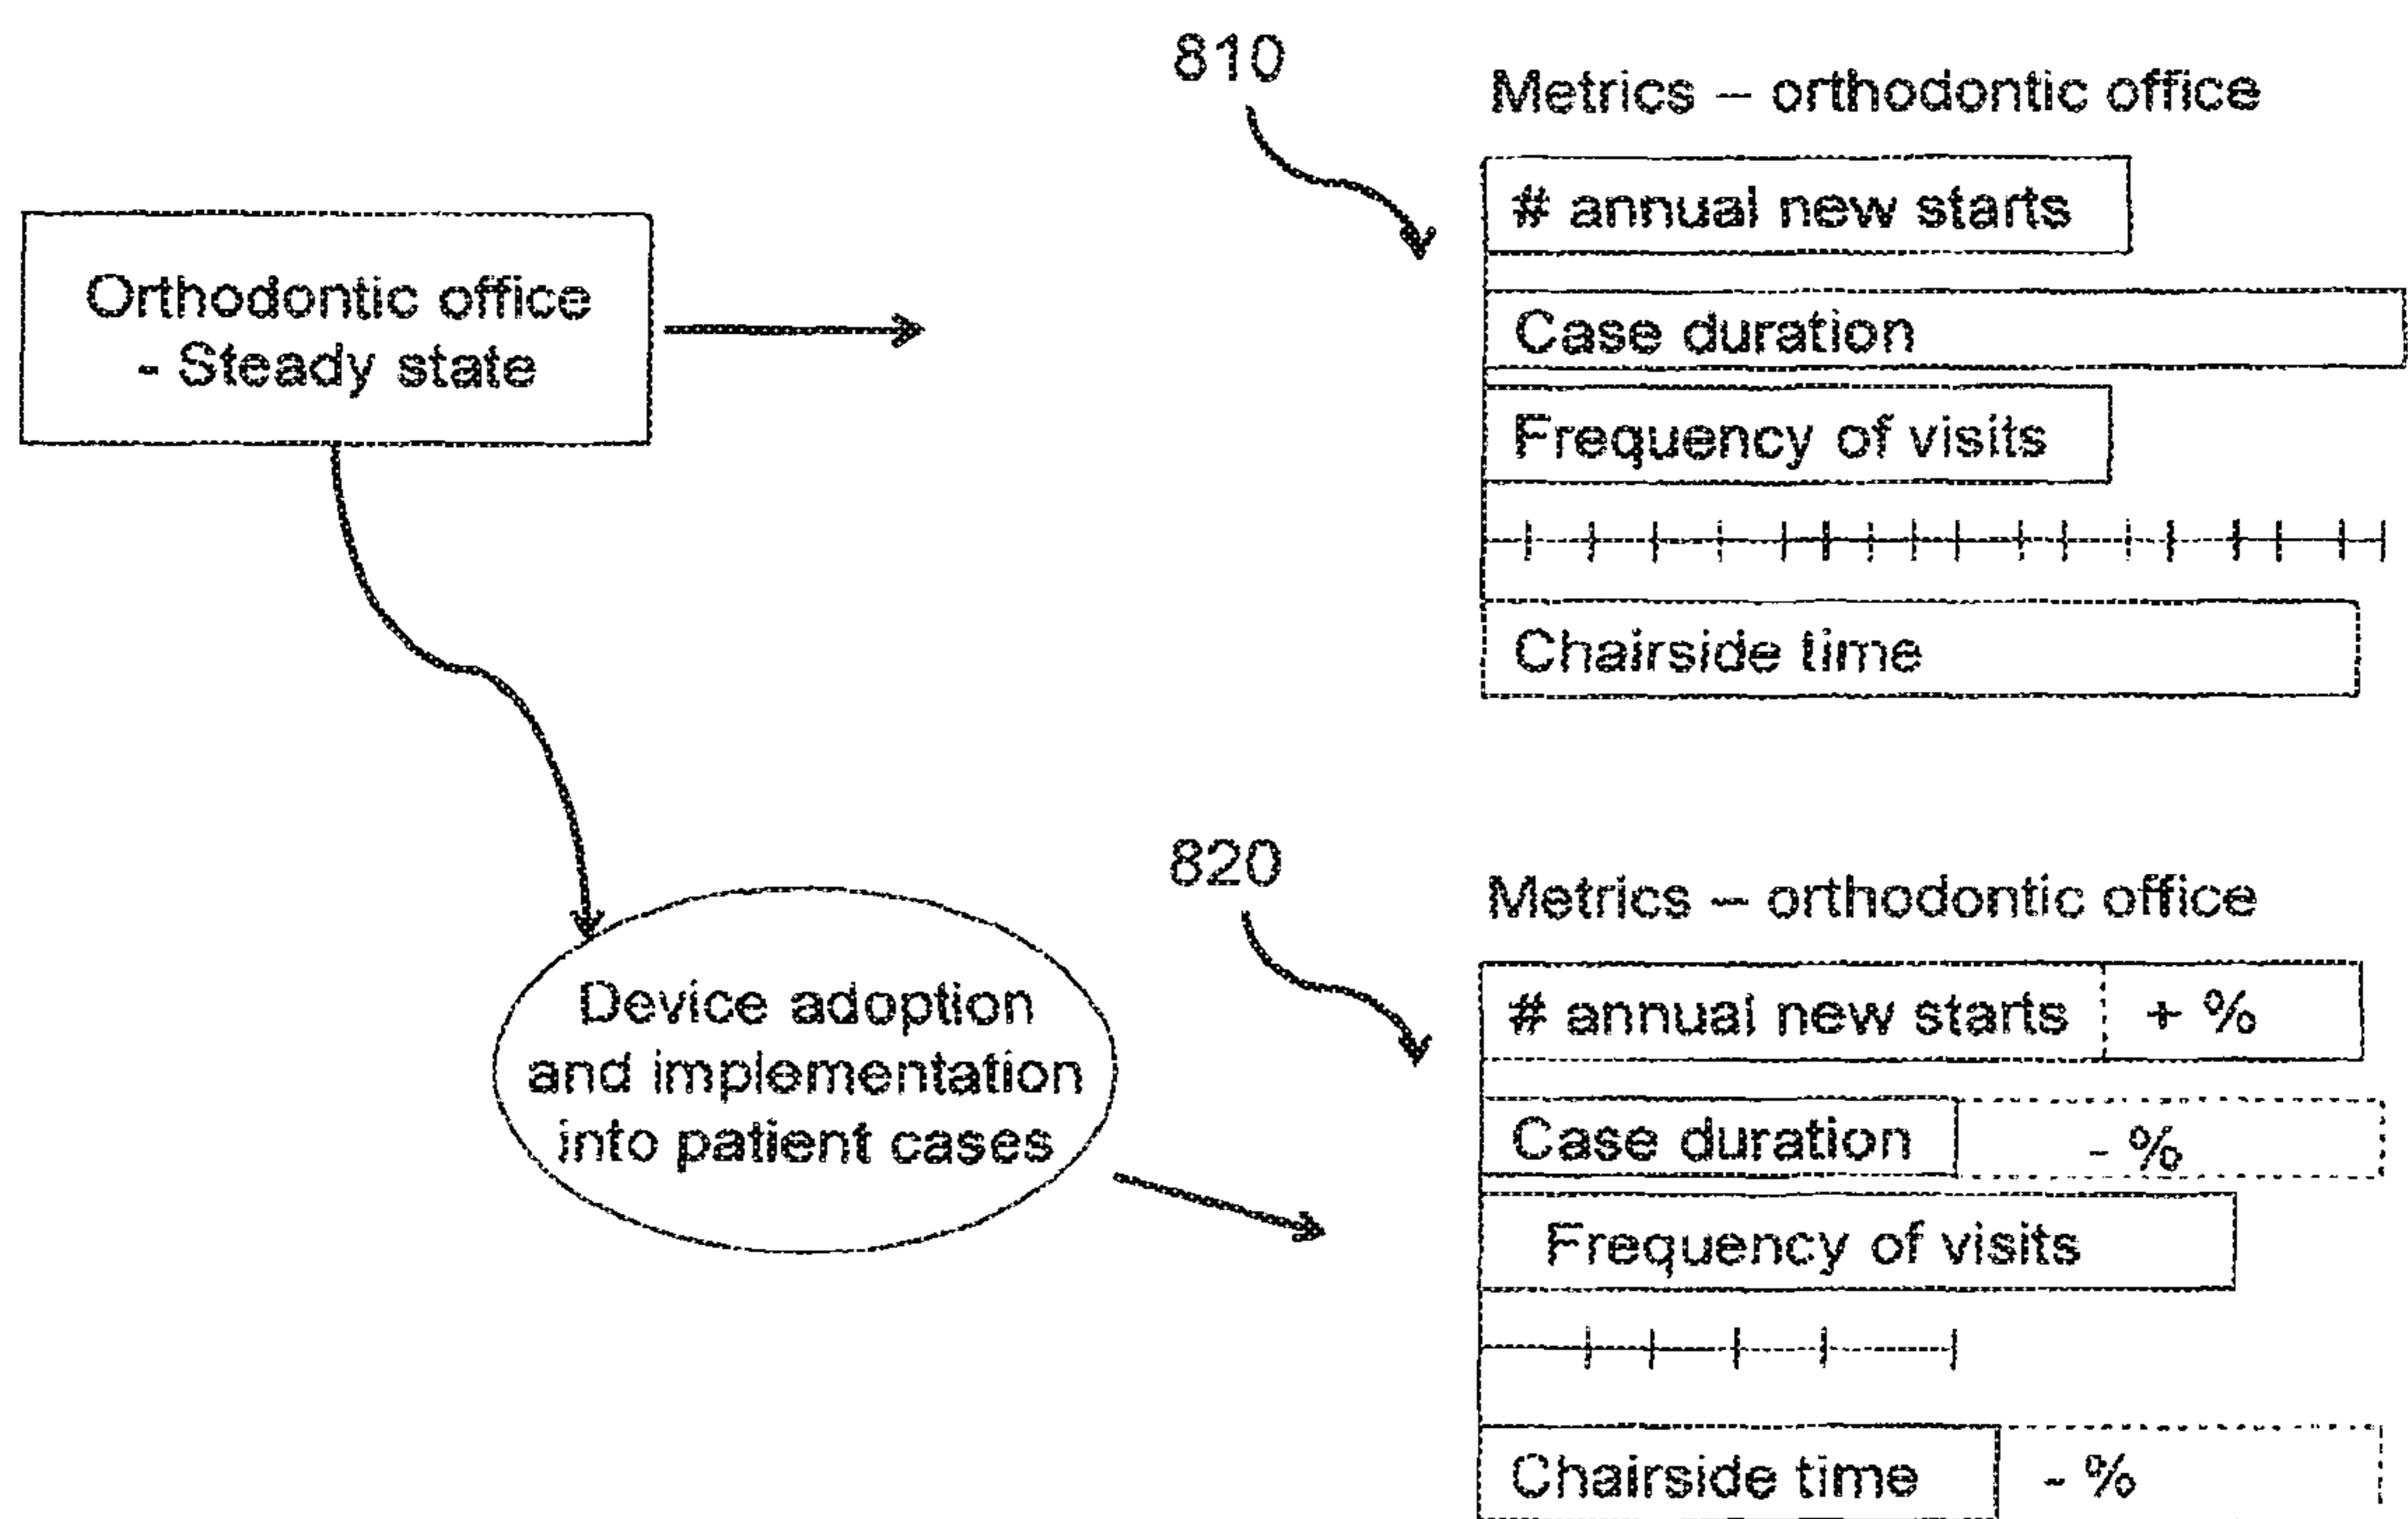 810
Metrics – orthodontic office
# annual new starts
Orthodontic office
- Steady state
Case duration
Frequency of visits
Chairside time
820
Metrics – orthodontic office
# annual new starts + %
Device adoption
and implementation
into patient cases
Case duration - %
Frequency of visits
Chairside time - %